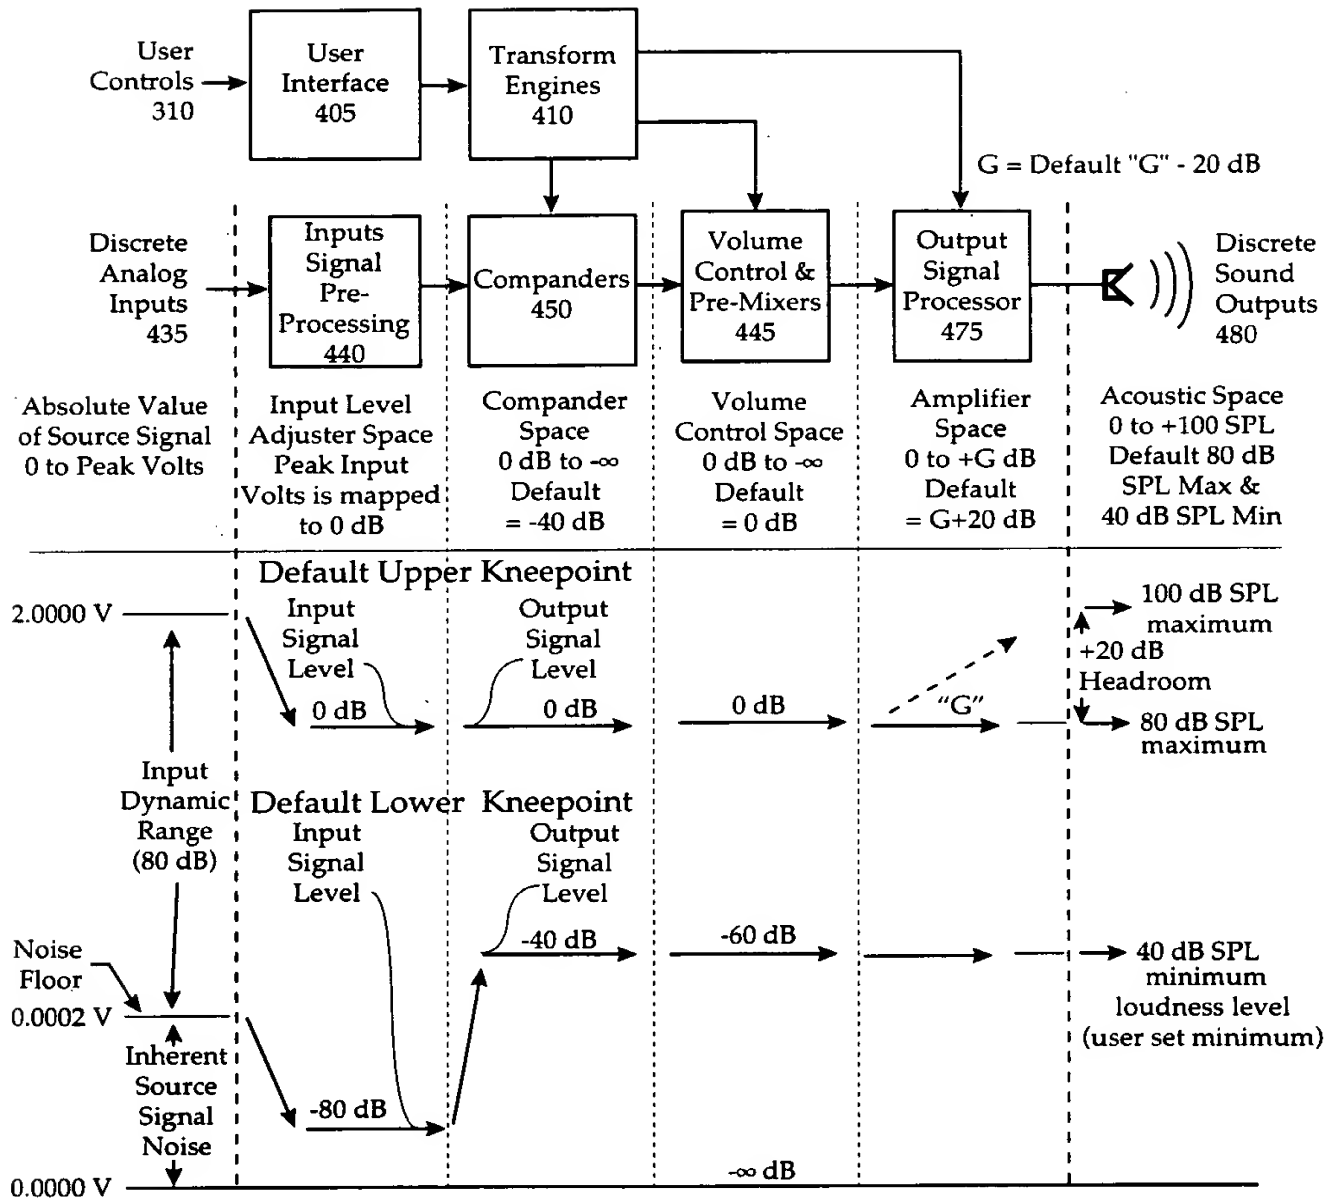 User
Controls
310
User
Interface
405
Transform
Engines
410
G = Default "G" - 20 dB
Discrete
Analog
Inputs
435
Inputs
Signal
Pre-
Processing
440
Companders
450
Volume
Control &
Pre-Mixers
445
Output
Signal
Processor
475
Discrete
Sound
Outputs
480
Absolute Value
of Source Signal
0 to Peak Volts
Input Level
Adjuster Space
Peak Input
Volts is mapped
to 0 dB
Compander
Space
0 dB to -∞
Default
= -40 dB
Volume
Control Space
0 dB to -∞
Default
= 0 dB
Amplifier
Space
0 to +G dB
Default
= G+20 dB
Acoustic Space
0 to +100 SPL
Default 80 dB
SPL Max &
40 dB SPL Min
Default Upper Kneepoint
2.0000 V
Input
Signal
Level
0 dB
Output
Signal
Level
0 dB
0 dB
"G"
100 dB SPL
maximum
+20 dB
Headroom
80 dB SPL
maximum
Input
Dynamic
Range
(80 dB)
Default Lower Kneepoint
Input
Signal
Level
Output
Signal
Level
-40 dB
-60 dB
40 dB SPL
minimum
loudness level
(user set minimum)
Noise
Floor
0.0002 V
Inherent
Source
Signal
Noise
-80 dB
-∞ dB
0.0000 V